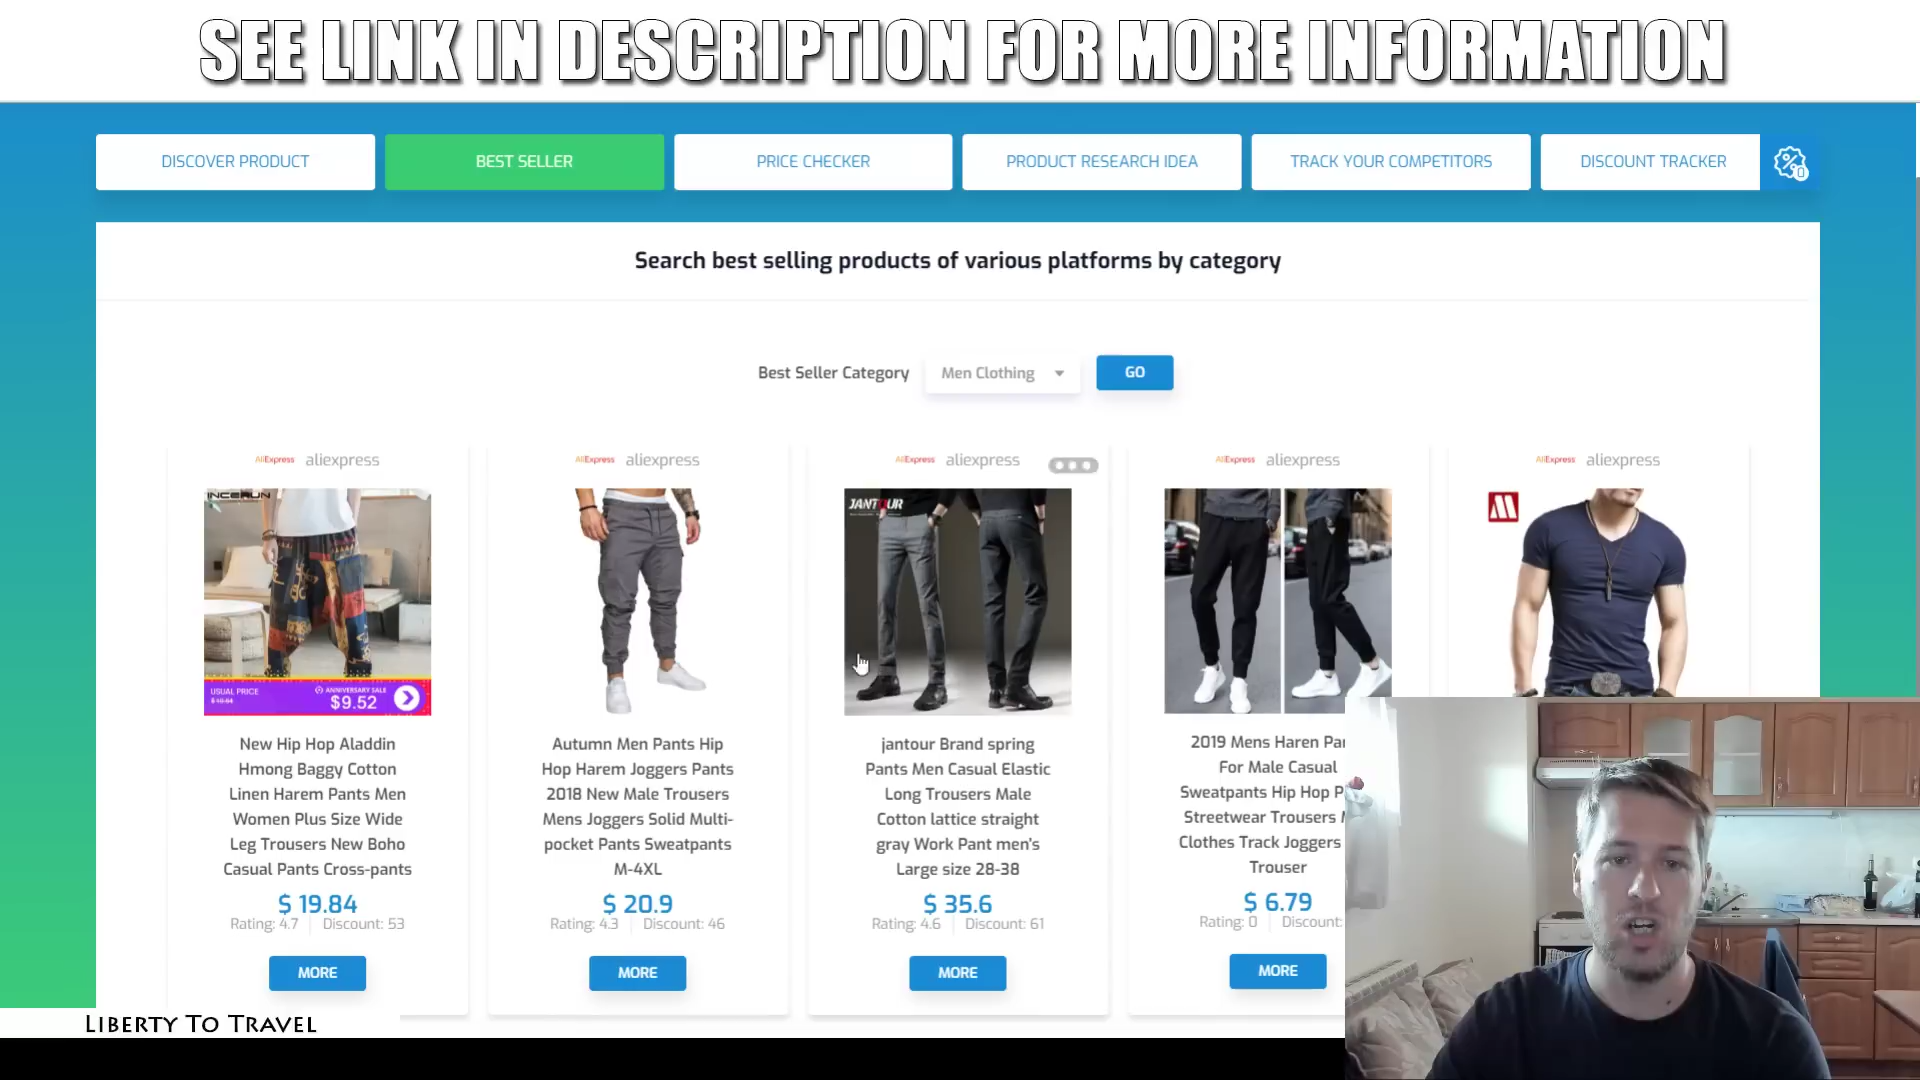 SEE LINK IN DESCRIPTION FOR MORE INFORMATION
DISCOVER PRODUCT
BEST SELLER
PRICE CHECKER
PRODUCT RESEARCH IDEA
TRACK YOUR COMPETITORS
DISCOUNT TRACKER
0
Search best selling products of various platforms by category
Best Seller Category
Men Clothing
GO
AliExpress aliexpress
INCERUN
USUAL PRICE
ANNIVERSARY SALE
$9.52
New Hip Hop Aladdin
Hmong Baggy Cotton
Linen Harem Pants Men
Women Plus Size Wide
Leg Trousers New Boho
Casual Pants Cross-pants
$ 19.84
Rating: 4.7 | Discount: 53
MORE
AliExpress aliexpress
Autumn Men Pants Hip
Hop Harem Joggers Pants
2018 New Male Trousers
Mens Joggers Solid Multi-
pocket Pants Sweatpants
M-4XL
$ 20.9
Rating: 4.3 | Discount: 46
MORE
AliExpress aliexpress
JANTOUR
jantour Brand spring
Pants Men Casual Elastic
Long Trousers Male
Cotton lattice straight
gray Work Pant men's
Large size 28-38
$ 35.6
Rating: 4.6 | Discount: 61
MORE
AliExpress aliexpress
2019 Mens Haren Pa
For Male Casual
Sweatpants Hip Hop P
Streetwear Trousers
Clothes Track Joggers
Trouser
$ 6.79
Rating: 0 | Discount:
MORE
AliExpress aliexpress
LIBERTY TO TRAVEL